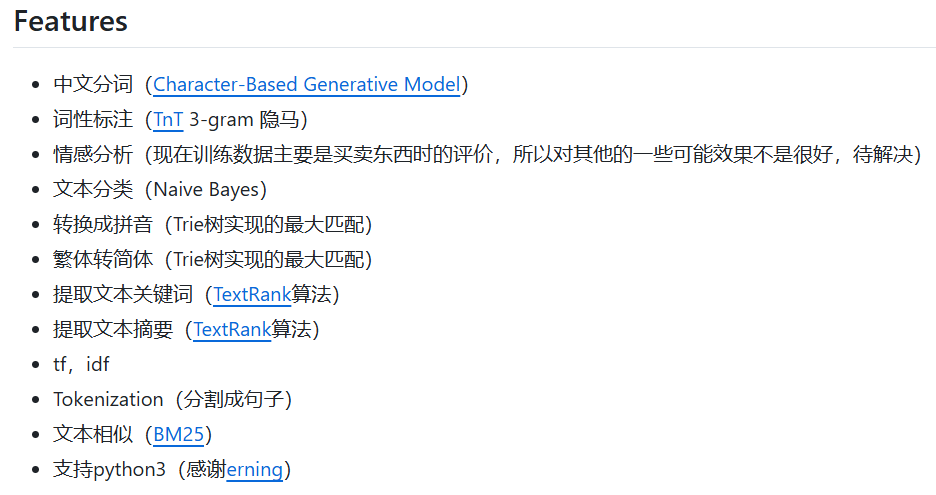 Features
中文分词（Character-Based Generative Model）
词性标注（TnT 3-gram 隐马）
情感分析（现在训练数据主要是买卖东西时的评价，所以对其他的一些可能效果不是很好，待解决）
文本分类（Naive Bayes）
转换成拼音（Trie树实现的最大匹配）
繁体转简体（Trie树实现的最大匹配）
提取文本关键词（TextRank算法）
提取文本摘要（TextRank算法）
tf，idf
Tokenization（分割成句子）
文本相似（BM25）
支持python3（感谢erning）